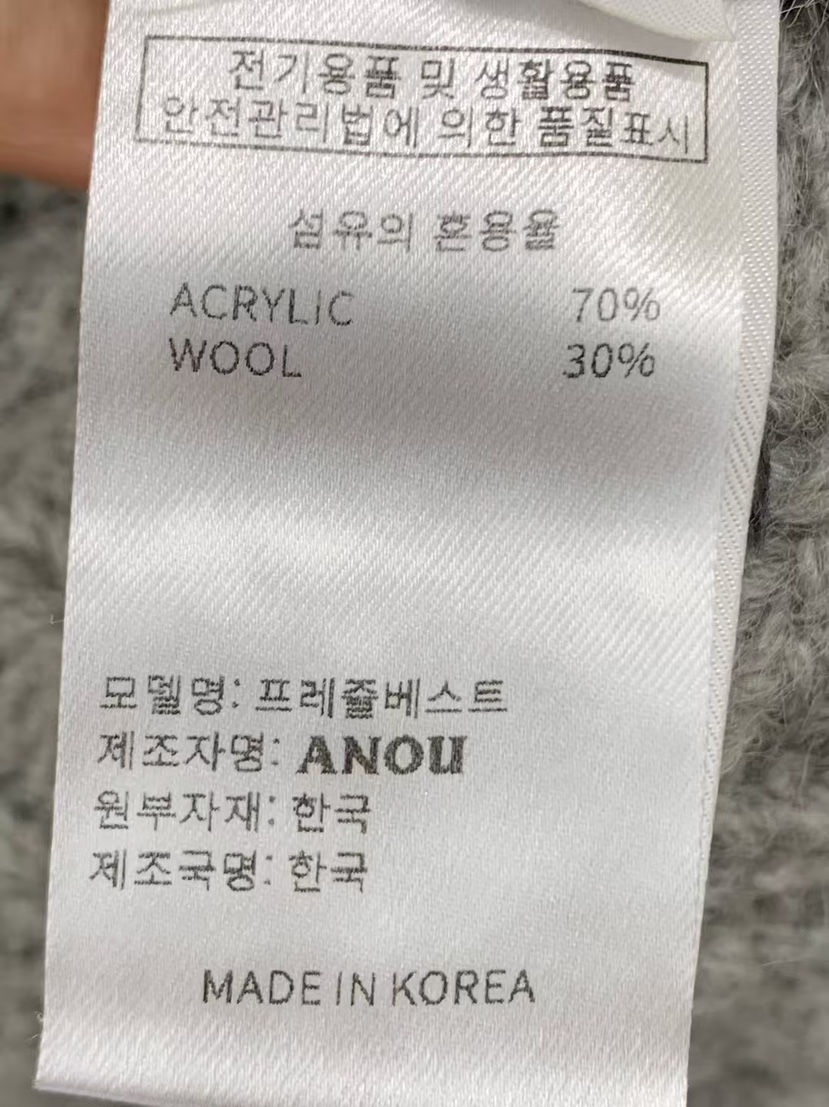 전기용품 및 생활용품
안전관리법에 의한 품질표시
섬유의 혼용율
ACRYLIC 70%
WOOL 30%
모델명: 프레쥴베스트
제조자명: ANOU
원부자재: 한국
제조국명: 한국
MADE IN KOREA